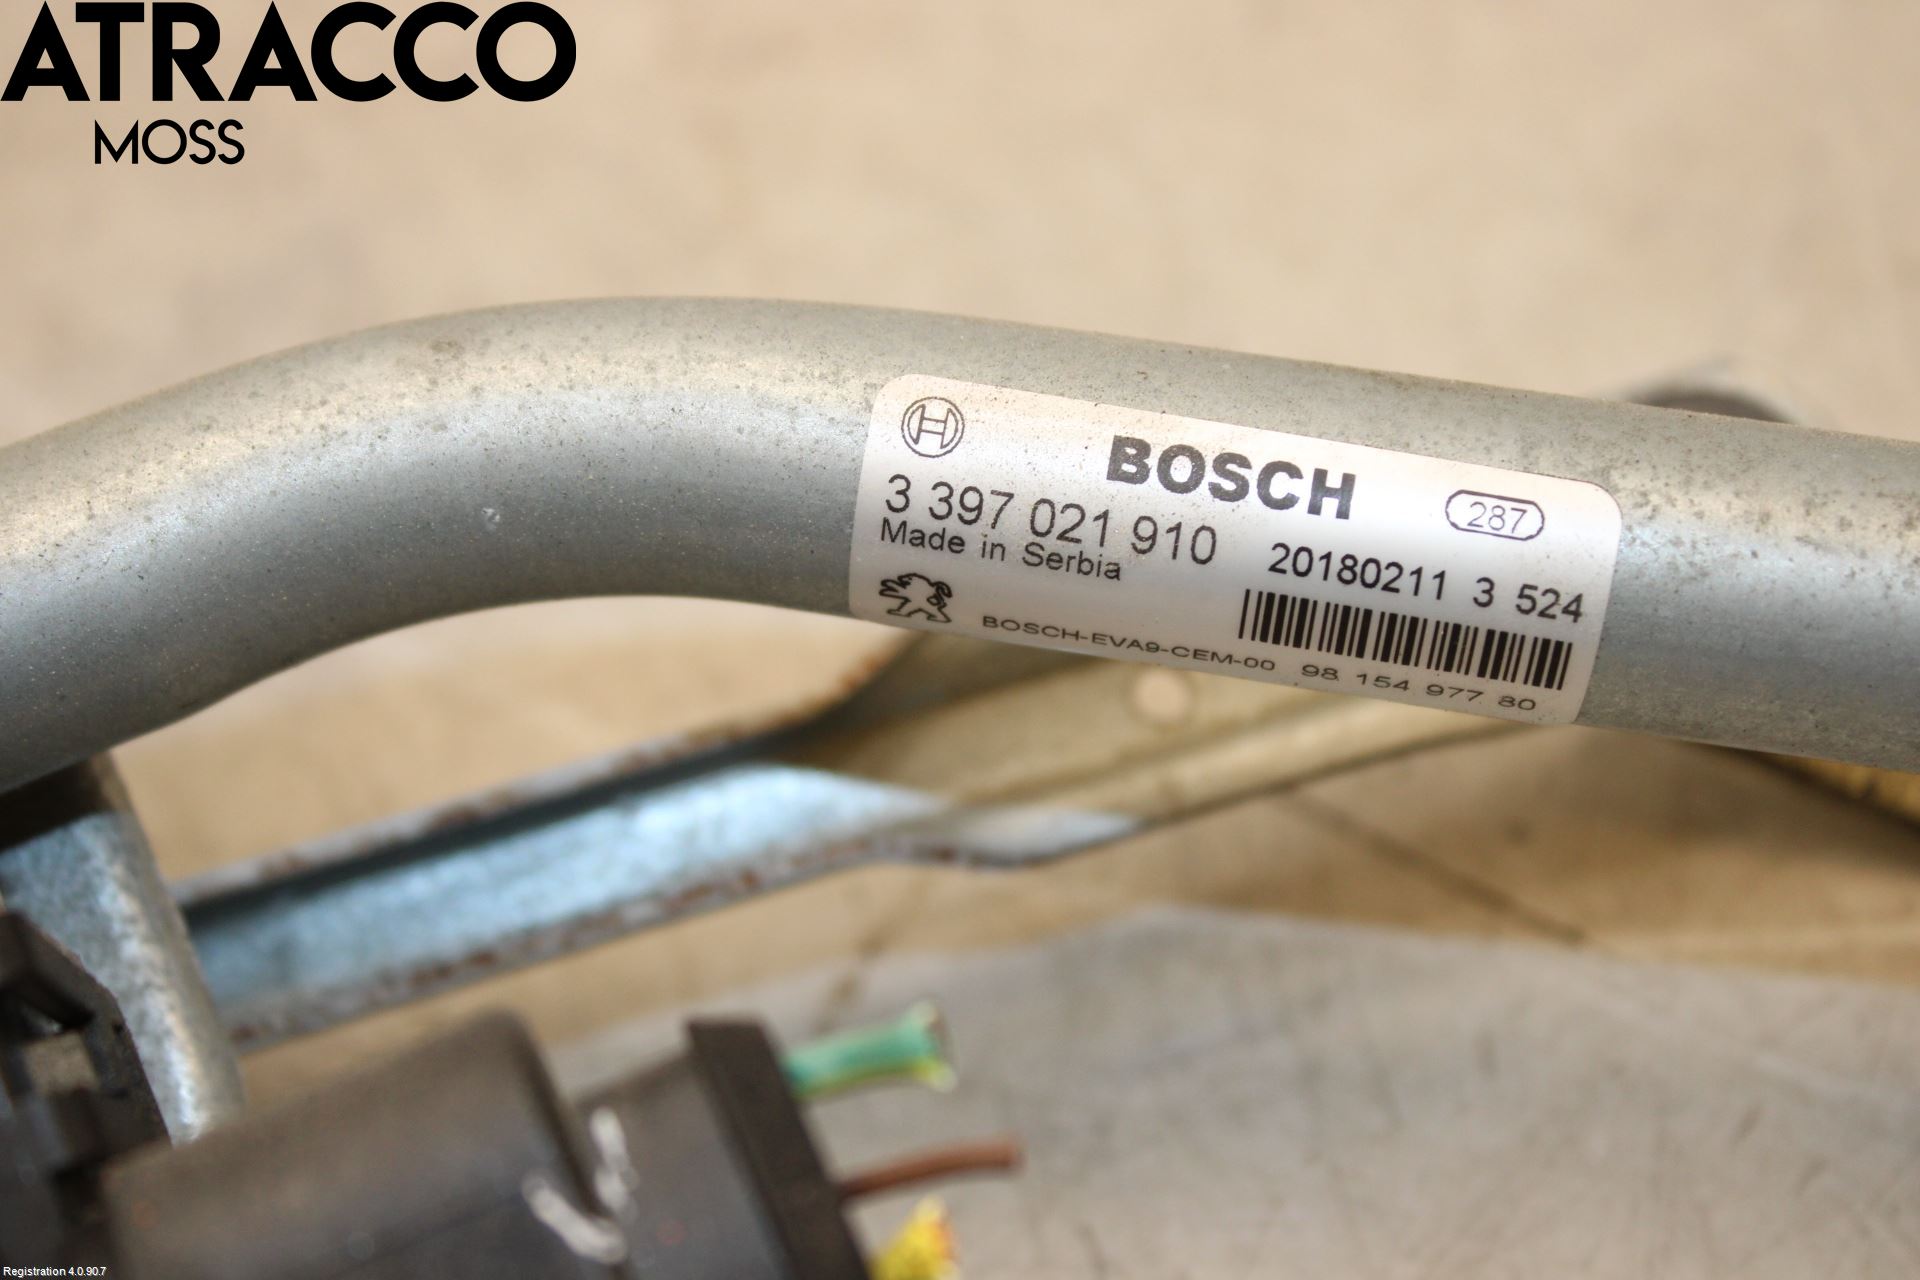 ATRACCO
MOSS
BOSCH
287
3 397 021 910
Made in Serbia
20180211 3 524
BOSCH-EVA9-CEM-00 98 154 977 80
Registration 4.0.90.7